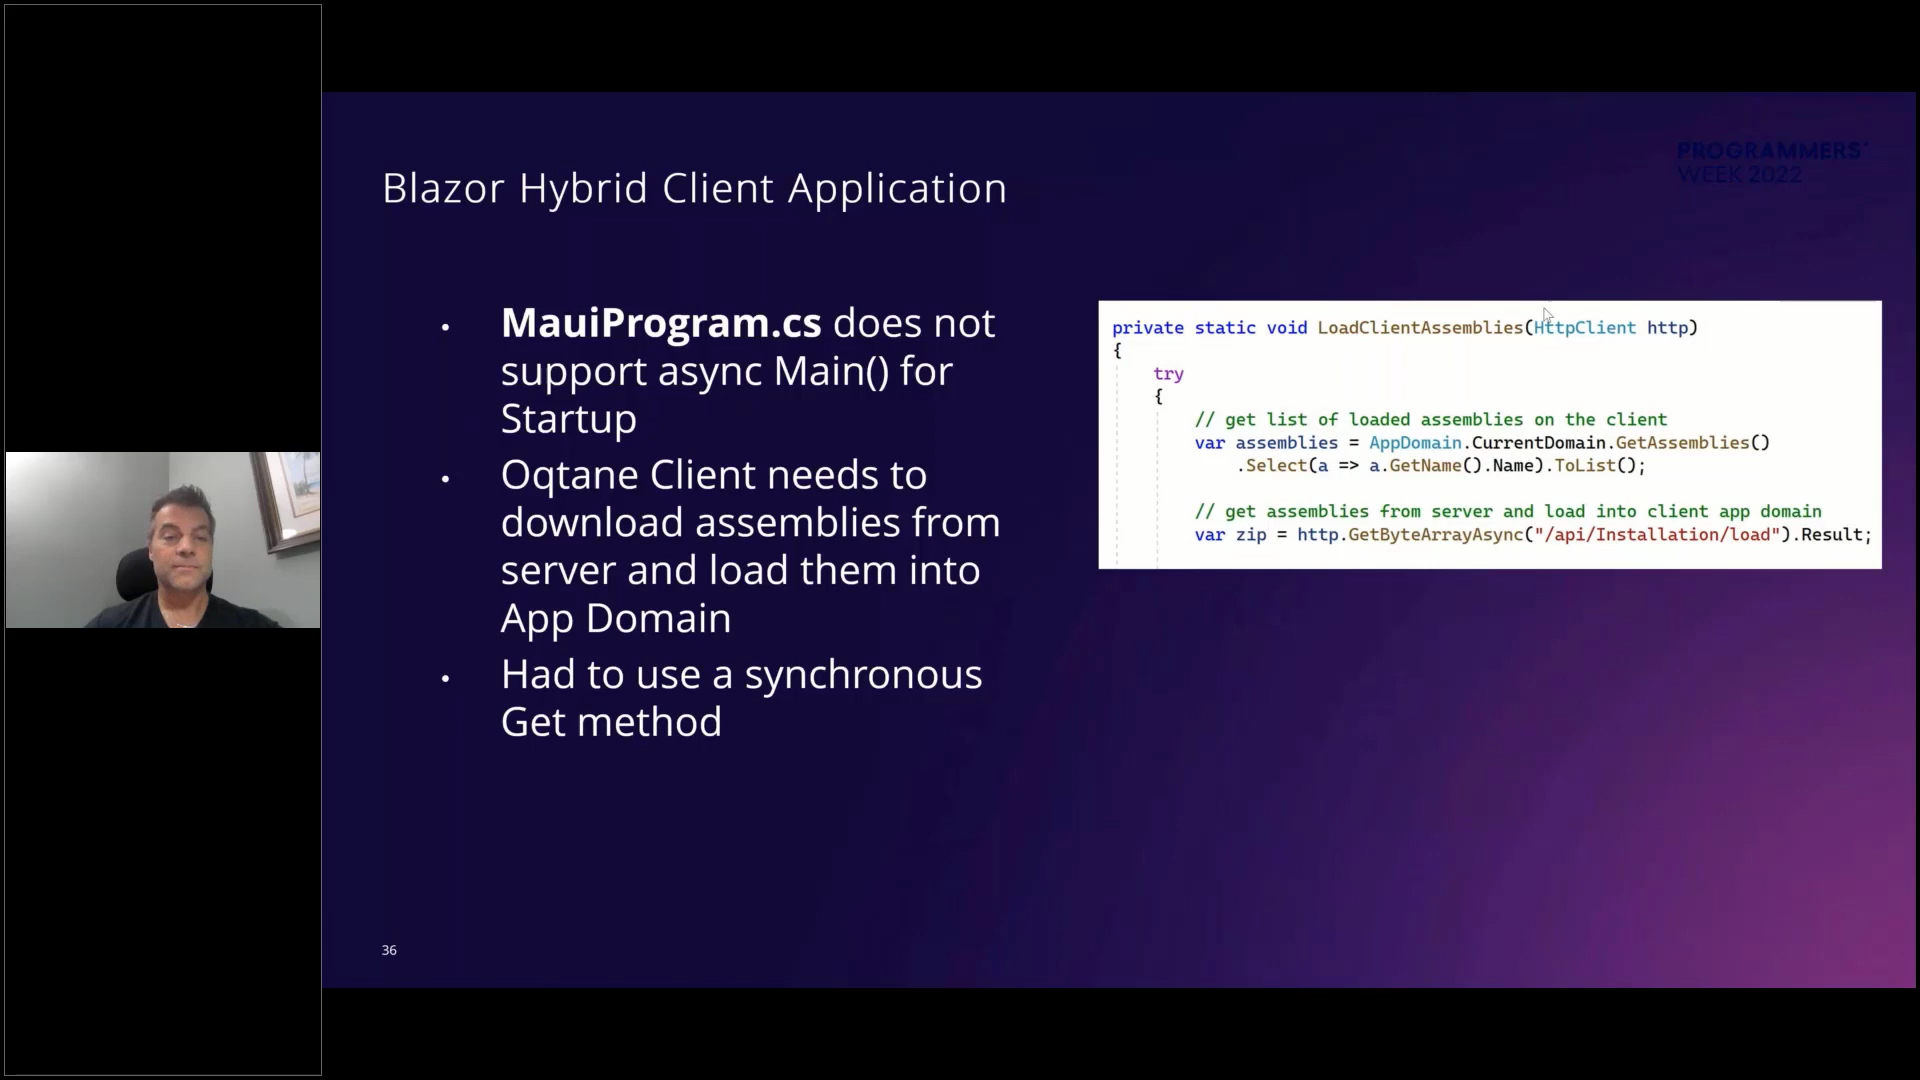 PROGRAMMERS'
WEEK 2022
Blazor Hybrid Client Application
• MauiProgram.cs does not
support async Main() for
Startup
• Oqtane Client needs to
download assemblies from
server and load them into
App Domain
• Had to use a synchronous
Get method
private static void LoadClientAssemblies(HttpClient http)
{
try
{
// get list of loaded assemblies on the client
var assemblies = AppDomain.CurrentDomain.GetAssemblies()
.Select(a => a.GetName().Name).ToList();
// get assemblies from server and load into client app domain
var zip = http.GetByteArrayAsync("/api/Installation/load").Result;
36